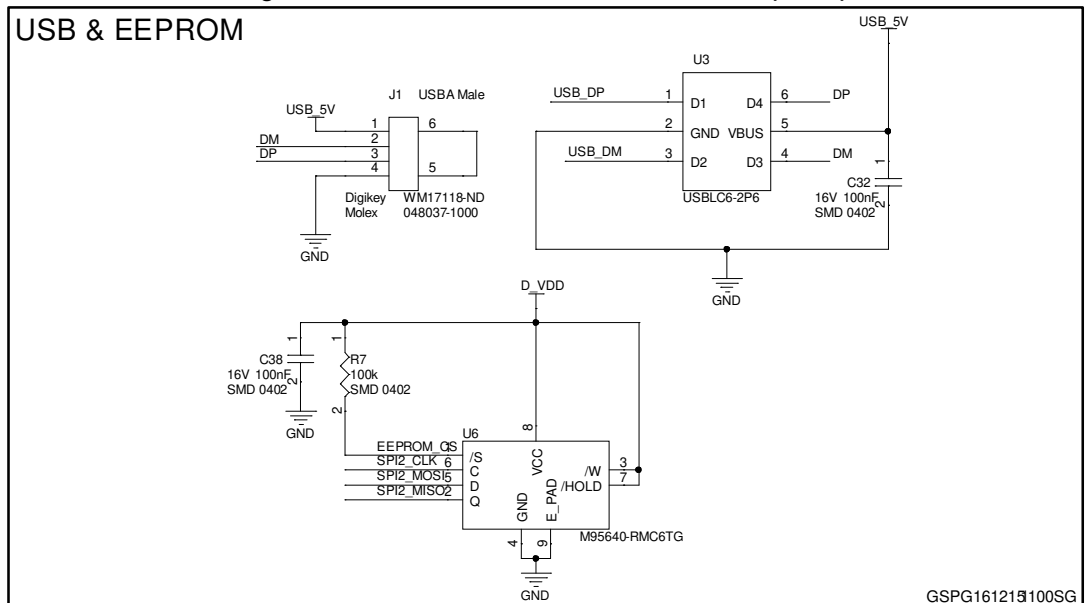 USB & EEPROM
USB_5V
J1 USBA Male
USB_5V
1
6
DM
2
DP
3
4
5
Digikey WM17118-ND
Molex 048037-1000
GND
U3
USB_DP
1
D1
D4
6
DP
2
GND
VBUS
5
USB_DM
3
D2
D3
4
DM
USBLC6-2P6
1
C32
16V 100nF
2
SMD 0402
GND
D_VDD
1
C38
16V 100nF
2
SMD 0402
GND
1
R7
100k
SMD 0402
2
U6
8
EEPROM_CS
/S
SPI2_CLK 6
C
SPI2_MOSI 5
D
SPI2_MISO 2
Q
VCC
/W
3
/HOLD
7
GND
E_PAD
4
9
M95640-RMC6TG
GND